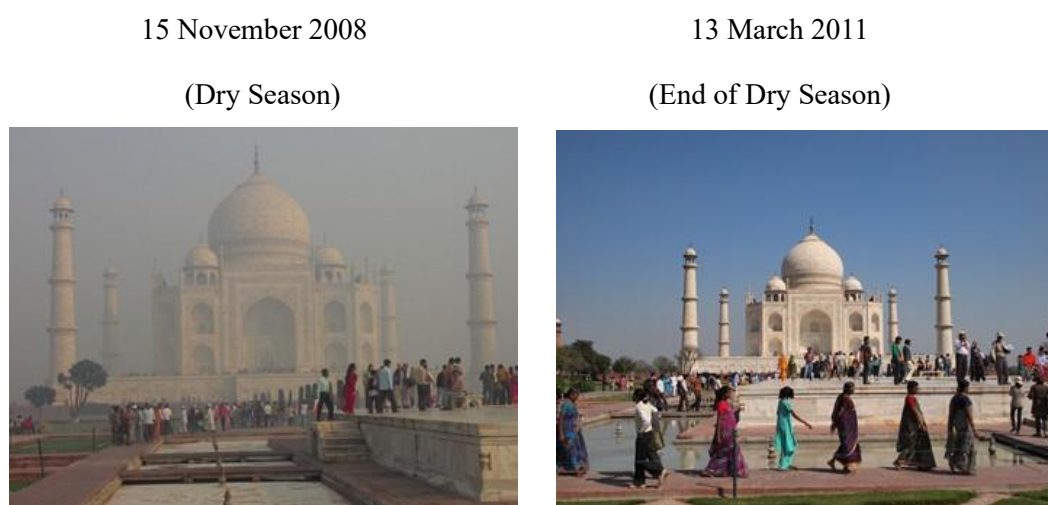 15 November 2008
(Dry Season)
13 March 2011
(End of Dry Season)